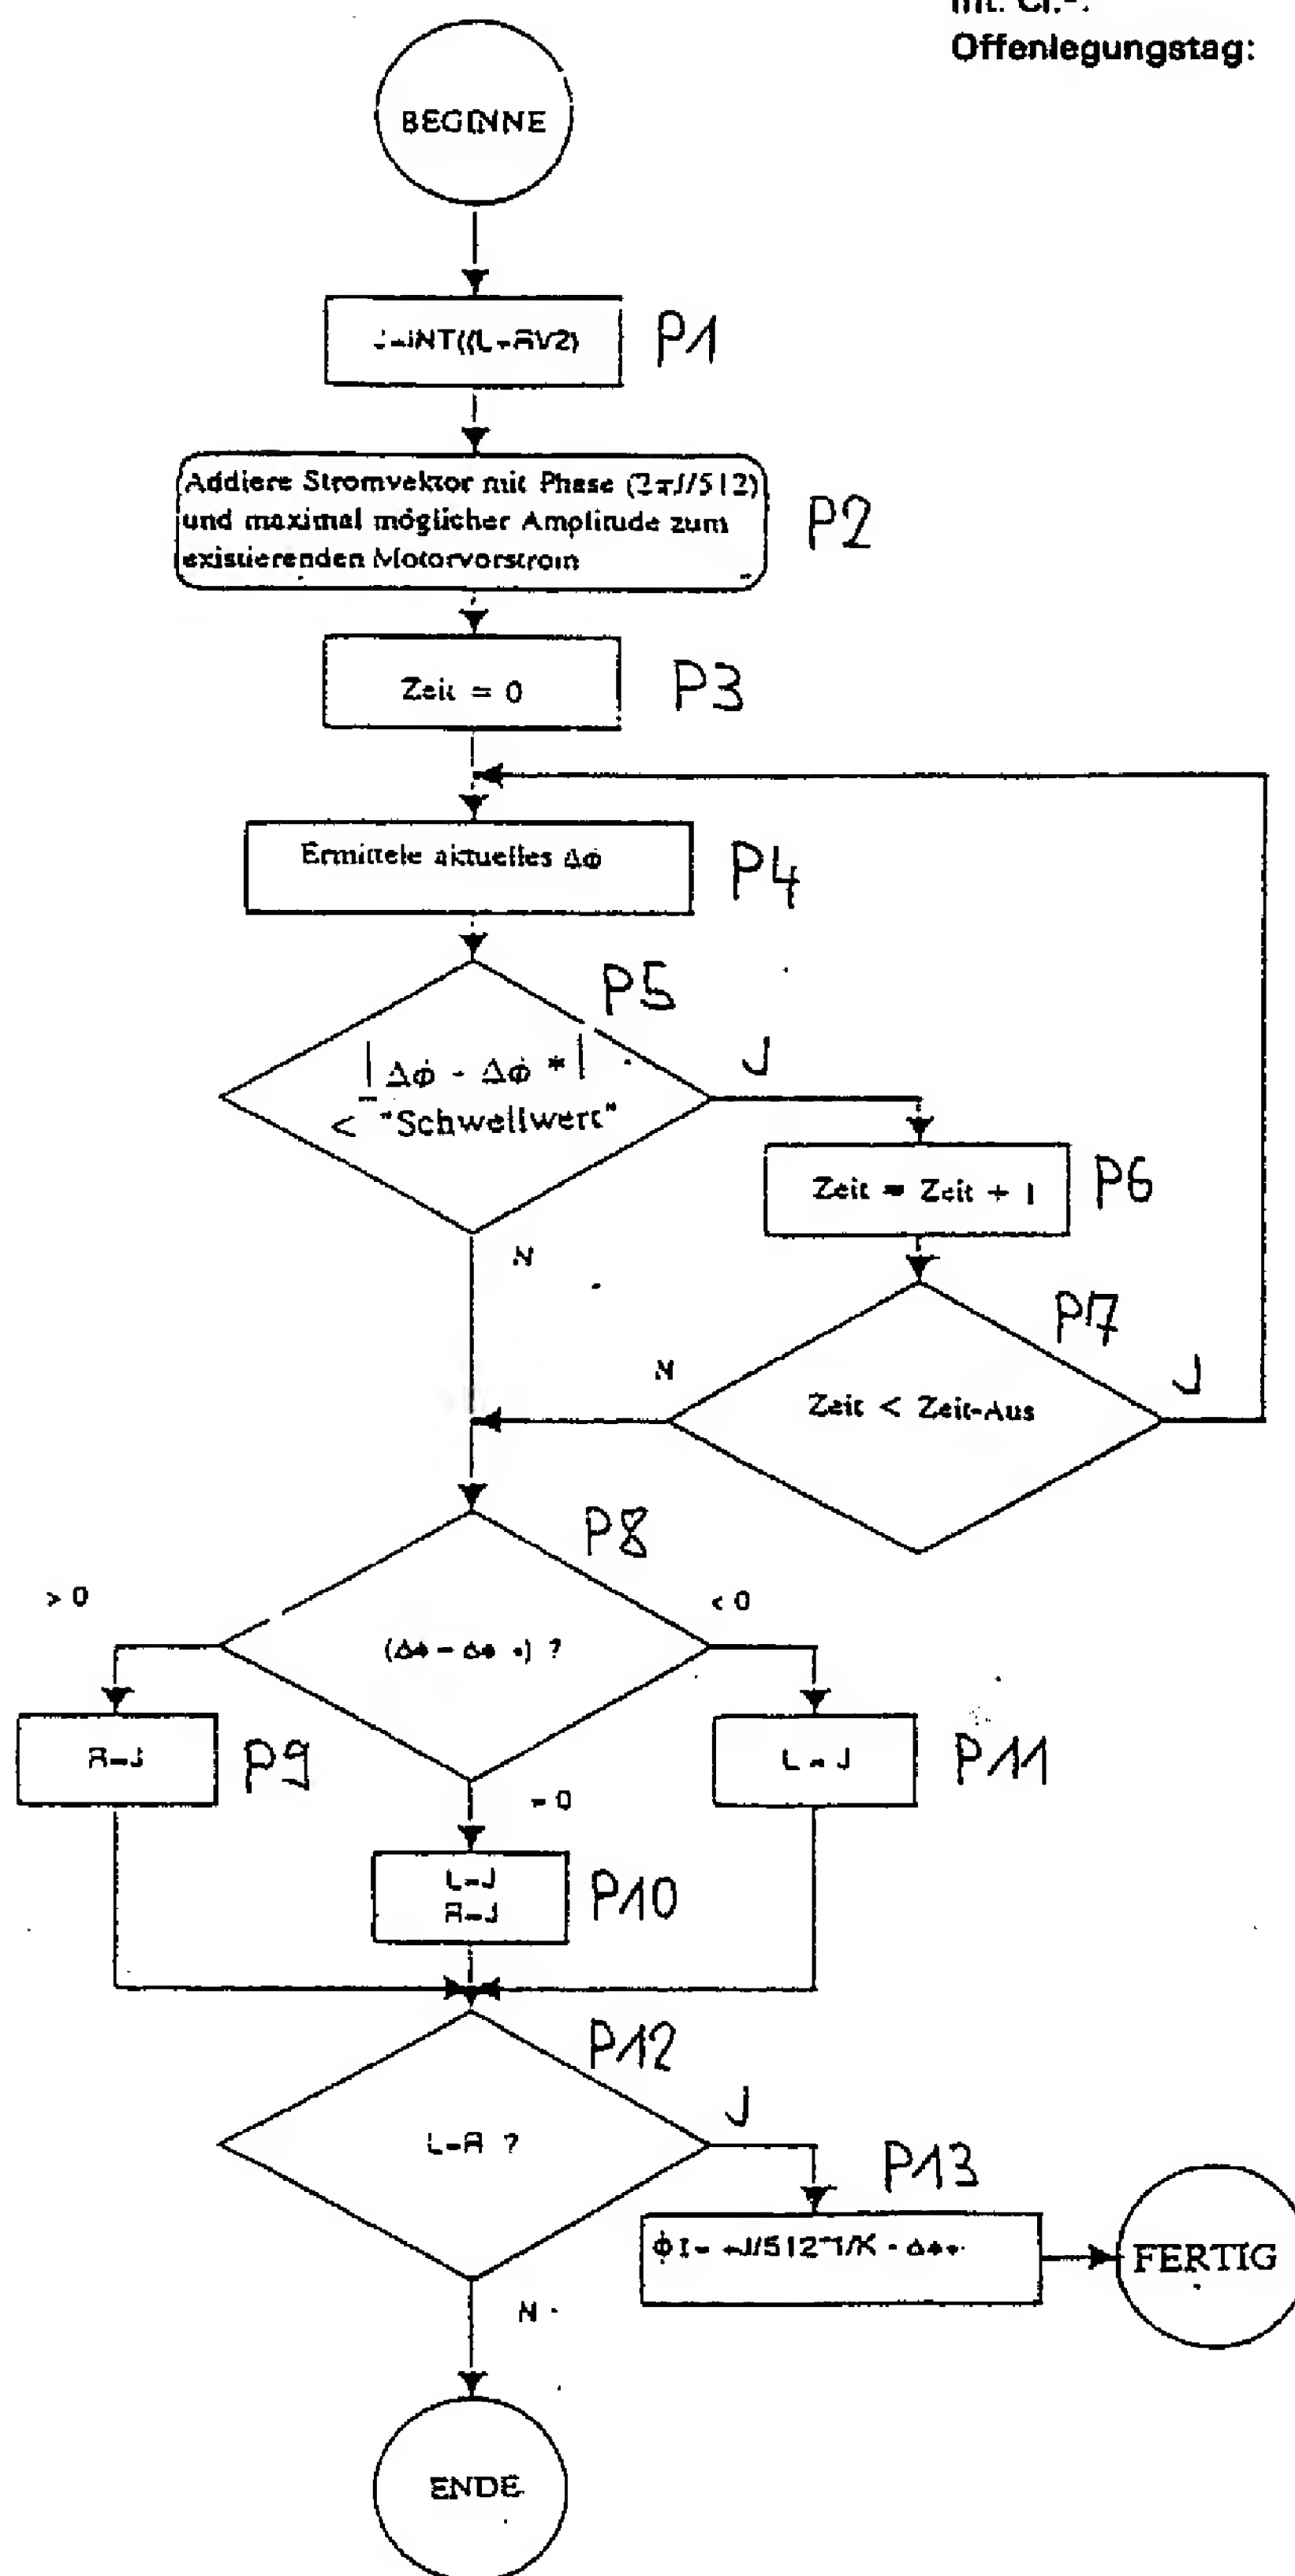 Offenlegungstag:
BEGINNE
P1
Addiere Stromvektor mit Phase (2πJ/512)
und maximal möglicher Amplitude zum
existierenden Motorvorstrom
P2
Zeit = 0
P3
Ermittele aktuelles Δϕ
P4
P5
| Δϕ - Δϕ * |
< "Schwellwert"
J
Zeit = Zeit + 1
P6
N
P7
N
Zeit < Zeit-Aus
J
P8
> 0
< 0
(Δϕ - Δϕ *) ?
R=J
P9
L = J
P11
= 0
L=J
R=J
P10
P12
J
L=R ?
P13
FERTIG
N
ENDE